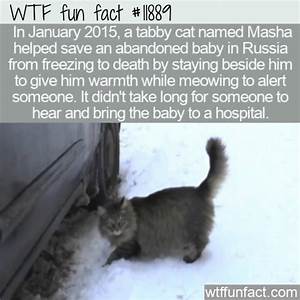 WTF fun fact #11889
In January 2015, a tabby cat named Masha
helped save an abandoned baby in Russia
from freezing to death by staying beside him
to give him warmth while meowing to alert
someone. It didn't take long for someone to
hear and bring the baby to a hospital.
wtffunfact.com